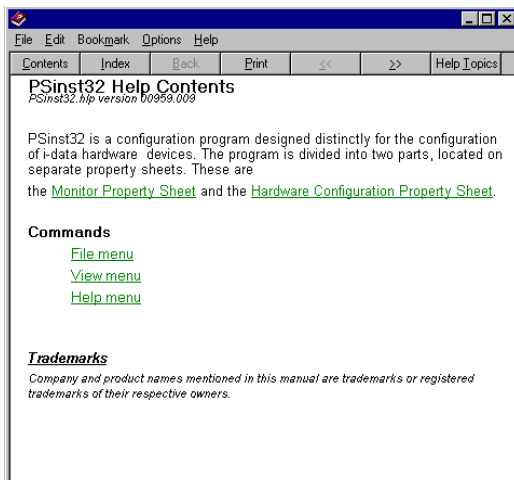 File Edit Bookmark Options Help
Contents Index Back Print << >> Help Topics
PSinst32 Help Contents
PSinst32.hlp version 00959.009
PSinst32 is a configuration program designed distinctly for the configuration
of i-data hardware devices. The program is divided into two parts, located on
separate property sheets. These are
the Monitor Property Sheet and the Hardware Configuration Property Sheet.
Commands
File menu
View menu
Help menu
Trademarks
Company and product names mentioned in this manual are trademarks or registered
trademarks of their respective owners.